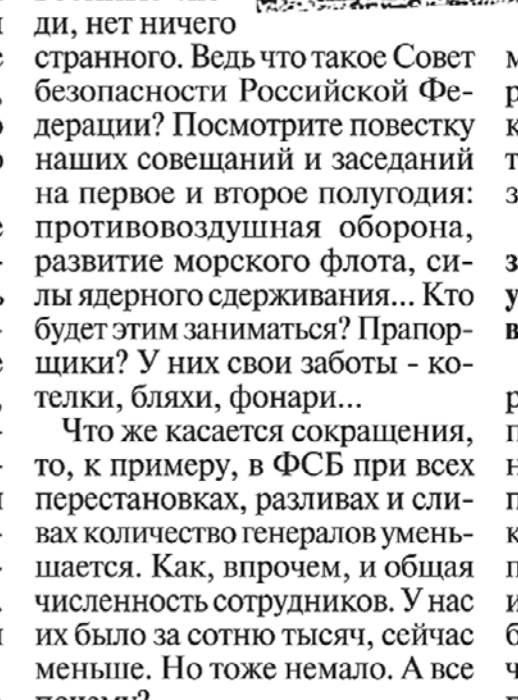 ди, нет ничего
странного. Ведь что такое Совет
безопасности Российской Фе-
дерации? Посмотрите повестку
наших совещаний и заседаний
на первое и второе полугодия:
противовоздушная оборона,
развитие морского флота, си-
лы ядерного сдерживания... Кто
будет этим заниматься? Прапор-
щики? У них свои заботы - ко-
телки, бляхи, фонари...
Что же касается сокращения,
то, к примеру, в ФСБ при всех
перестановках, разливах и сли-
вах количество генералов умень-
шается. Как, впрочем, и общая
численность сотрудников. У нас
их было за сотню тысяч, сейчас
меньше. Но тоже немало. А все
почему?